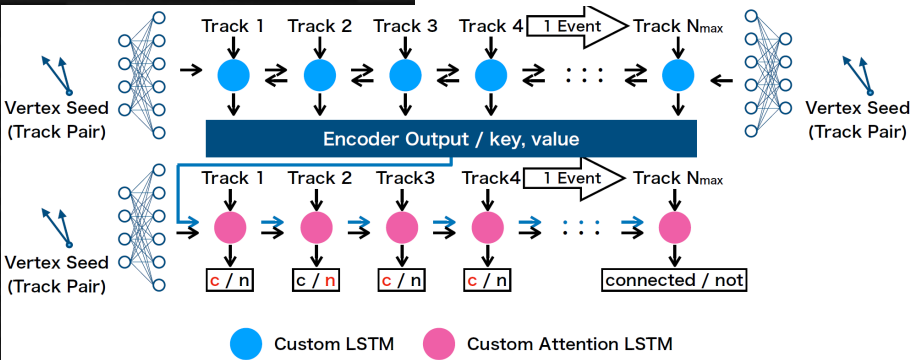 Track 1 Track 2 Track 3 Track 4 1 Event Track Nmax
Vertex Seed
(Track Pair)
Vertex Seed
(Track Pair)
Encoder Output / key, value
Track 1 Track 2 Track3 Track4 1 Event Track Nmax
Vertex Seed
(Track Pair)
c / n c / n c / n c / n connected / not
Custom LSTM Custom Attention LSTM